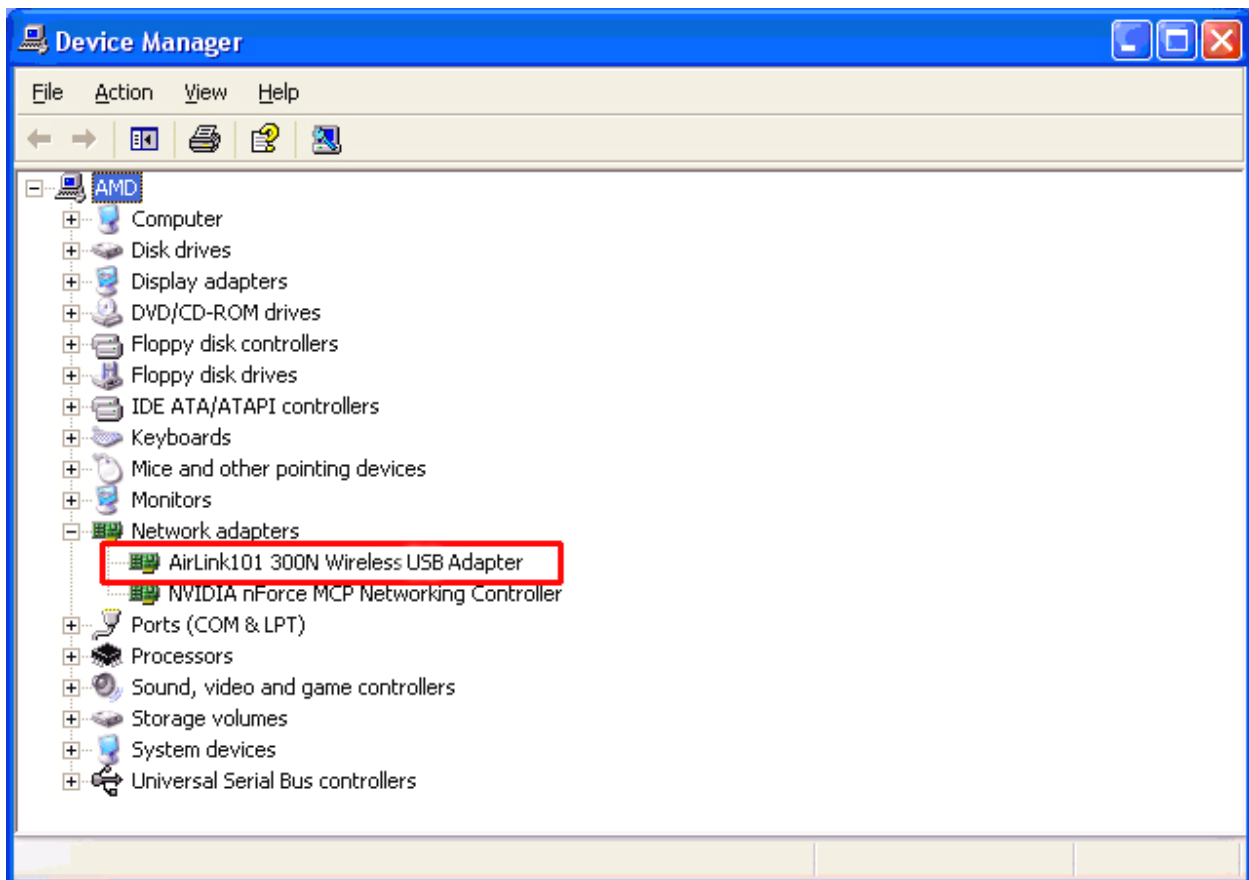 Device Manager
File Action View Help
AMD
Computer
Disk drives
Display adapters
DVD/CD-ROM drives
Floppy disk controllers
Floppy disk drives
IDE ATA/ATAPI controllers
Keyboards
Mice and other pointing devices
Monitors
Network adapters
AirLink101 300N Wireless USB Adapter
NVIDIA nForce MCP Networking Controller
Ports (COM & LPT)
Processors
Sound, video and game controllers
Storage volumes
System devices
Universal Serial Bus controllers